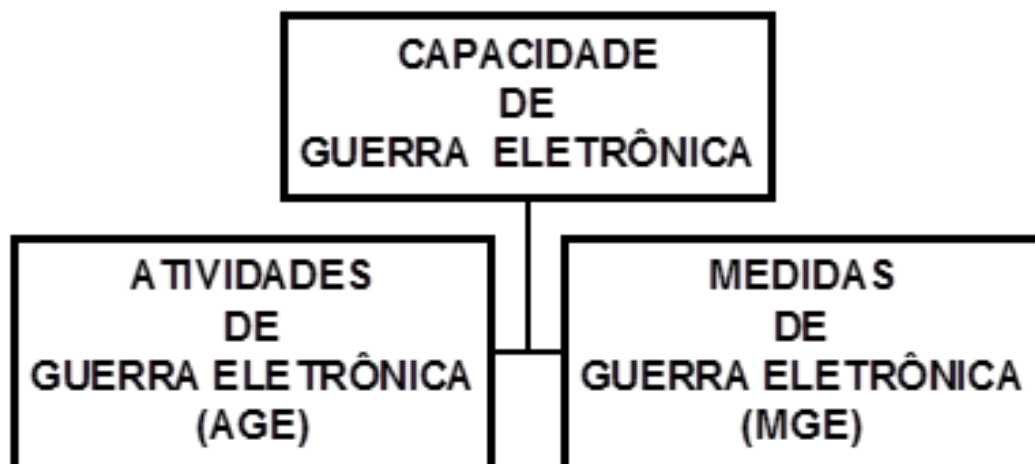 CAPACIDADE
DE
GUERRA ELETRÔNICA
ATIVIDADES
DE
GUERRA ELETRÔNICA
(AGE)
MEDIDAS
DE
GUERRA ELETRÔNICA
(MGE)